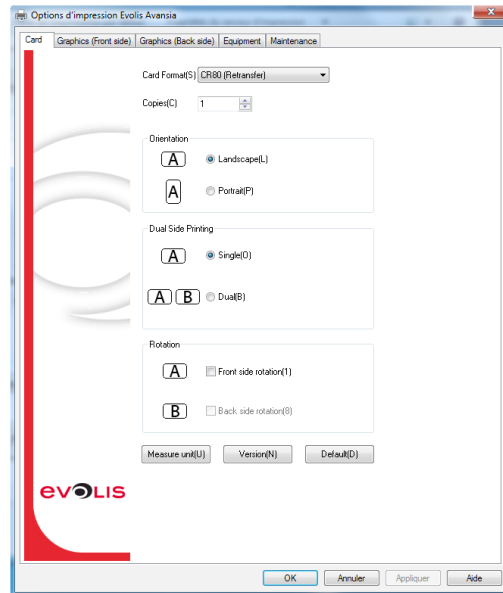 Options d'impression Evolis Avansia
Card Graphics (Front side) Graphics (Back side) Equipment Maintenance
Card Format(S) CR80 (Retransfer)
Copies(C) 1
Orientation
A Landscape(L)
A Portrait(P)
Dual Side Printing
A Single(O)
A B Dual(B)
Rotation
A Front side rotation(1)
B Back side rotation(8)
Measure unit(U) Version(N) Default(D)
evolis
OK Annuler Appliquer Aide